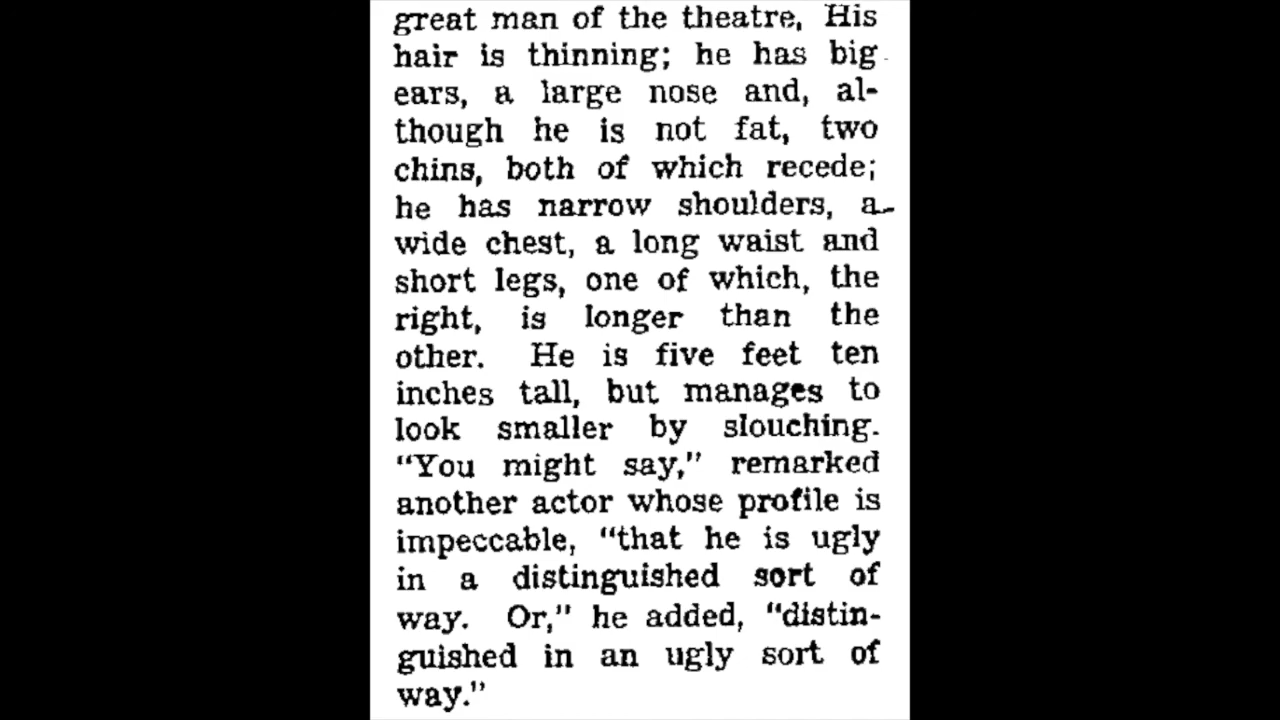 great man of the theatre. His
hair is thinning; he has big
ears, a large nose and, al-
though he is not fat, two
chins, both of which recede;
he has narrow shoulders, a
wide chest, a long waist and
short legs, one of which, the
right, is longer than the
other. He is five feet ten
inches tall, but manages to
look smaller by slouching.
"You might say," remarked
another actor whose profile is
impeccable, "that he is ugly
in a distinguished sort of
way. Or," he added, "distin-
guished in an ugly sort of
way."